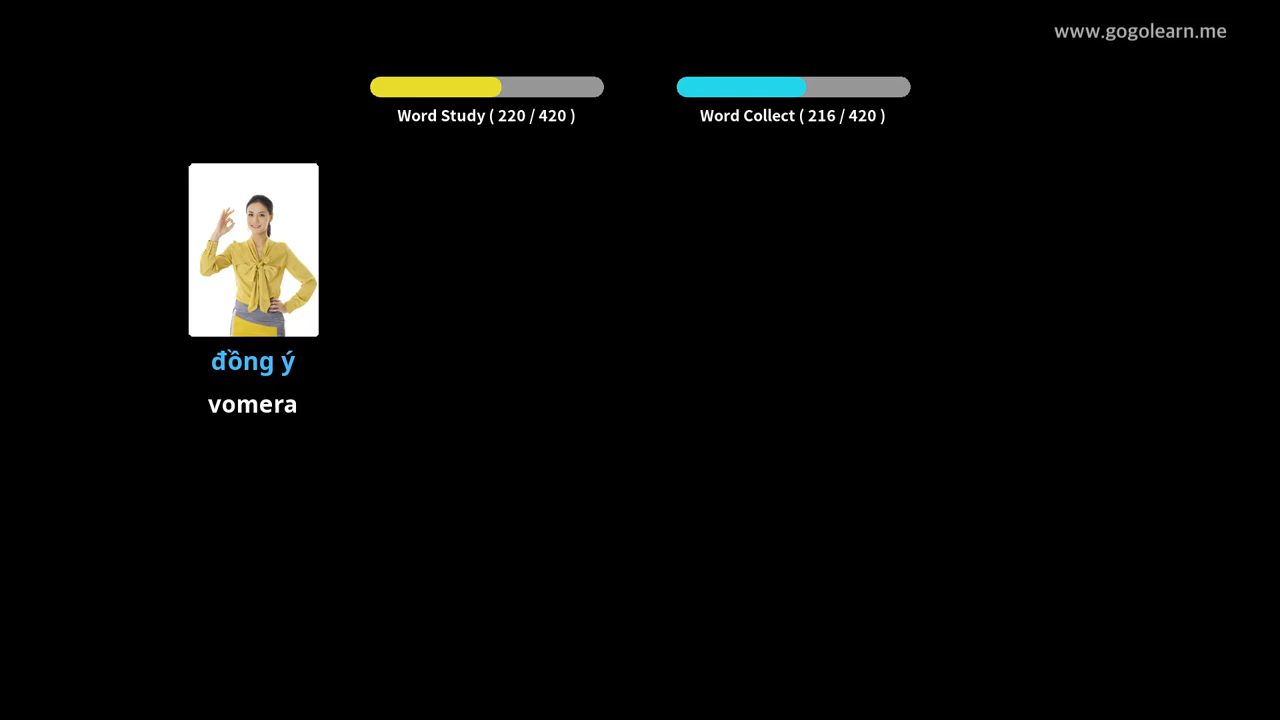 www.gogolearn.me
Word Study ( 220 / 420 )
Word Collect ( 216 / 420 )
đồng ý
vomera